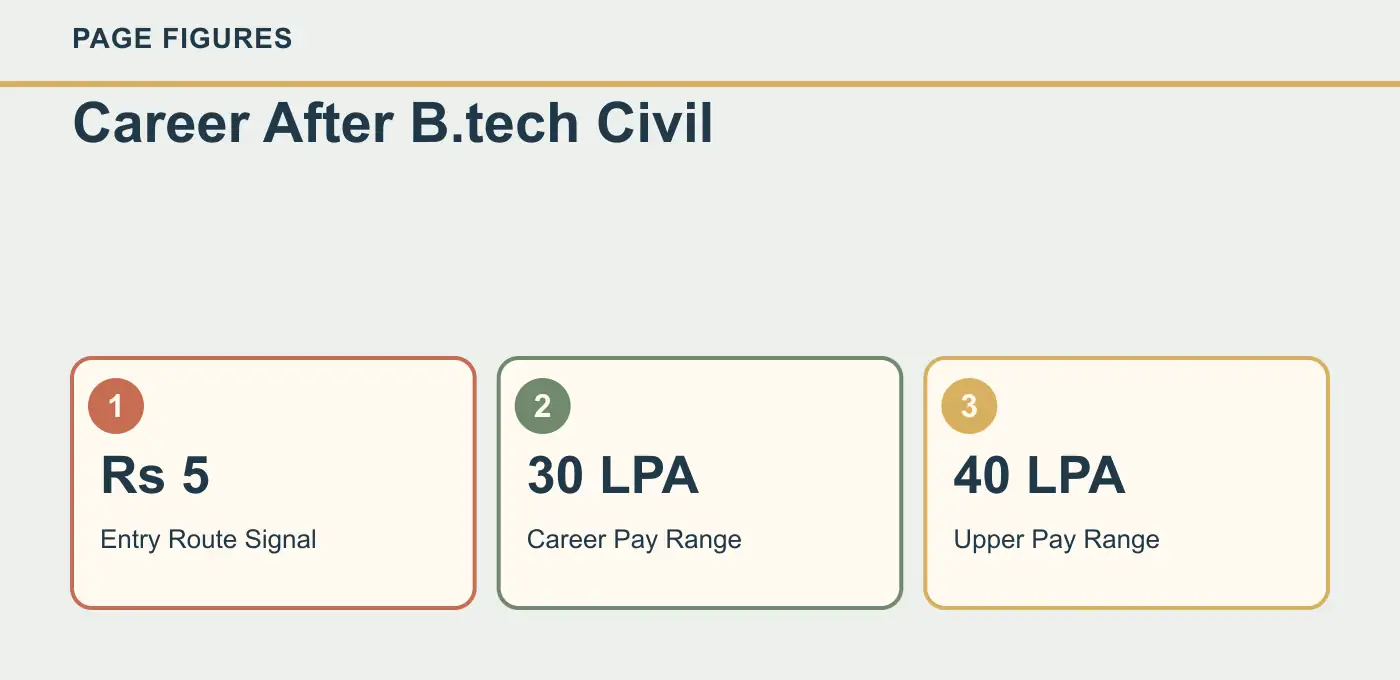 PAGE FIGURES
Career After B.tech Civil
1
Rs 5
Entry Route Signal
2
30 LPA
Career Pay Range
3
40 LPA
Upper Pay Range